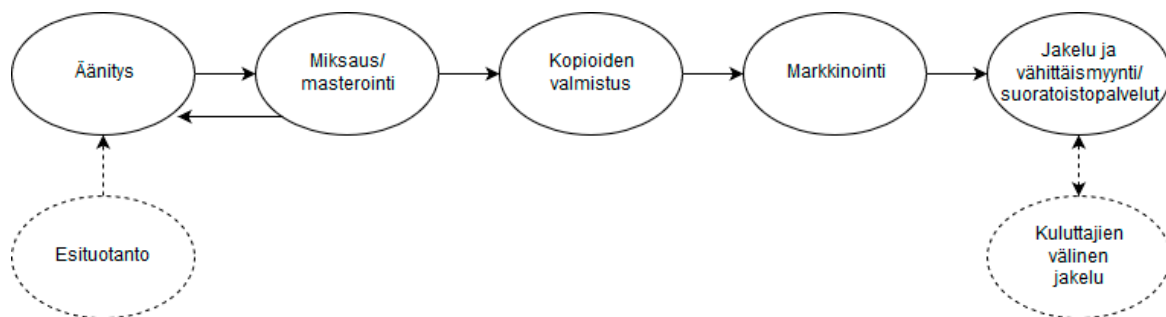 Äänitys
Miksaus/
masterointi
Kopioiden
valmistus
Markkinointi
Jakelu ja
vähittäismyynti/
suoratoistopalvelut
Esituotanto
Kuluttajien
välinen
jakelu